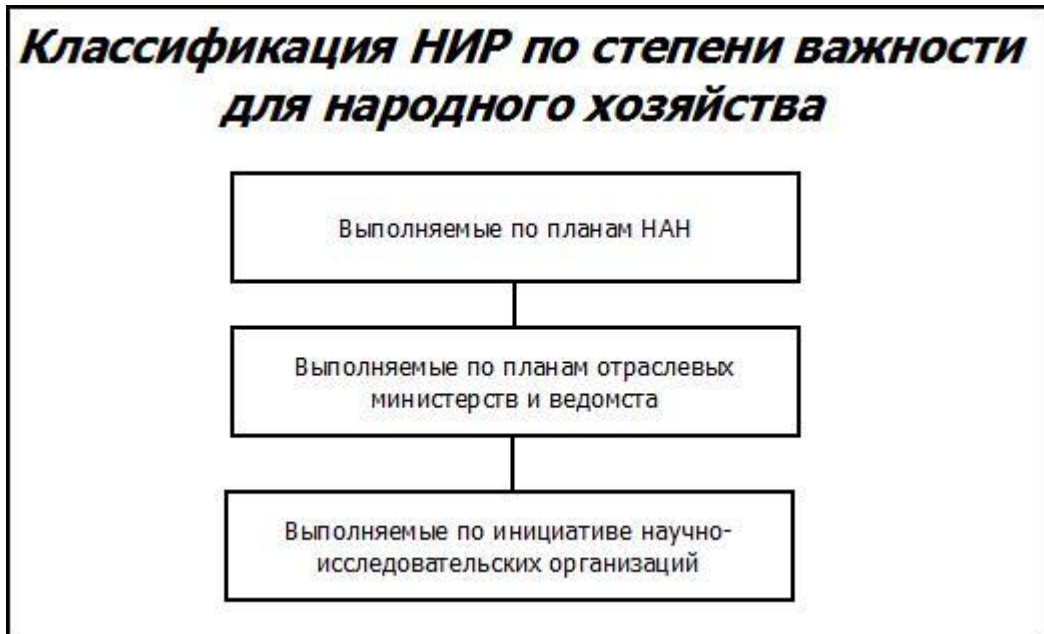 Классификация НИР по степени важности
для народного хозяйства
Выполняемые по планам НАН
Выполняемые по планам отраслевых
министерств и ведомста
Выполняемые по инициативе научно-
исследовательских организаций